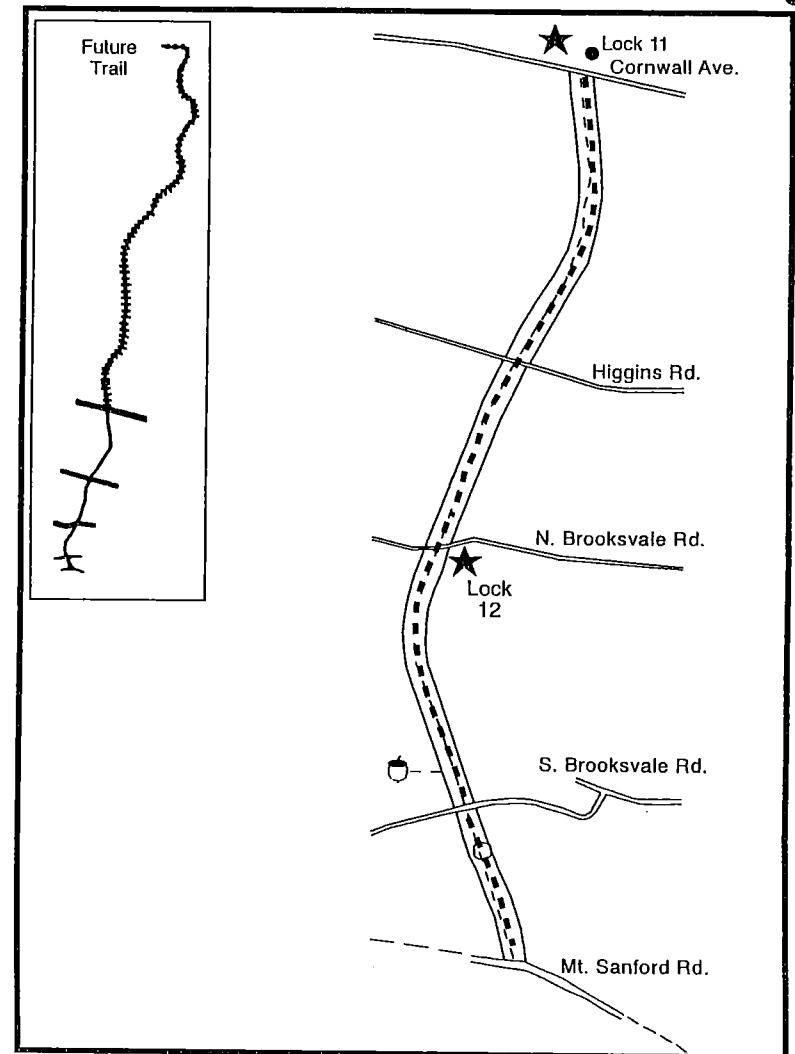 Future
Trail
Lock 11
Cornwall Ave.
Higgins Rd.
N. Brooksvale Rd.
Lock
12
S. Brooksvale Rd.
Mt. Sanford Rd.